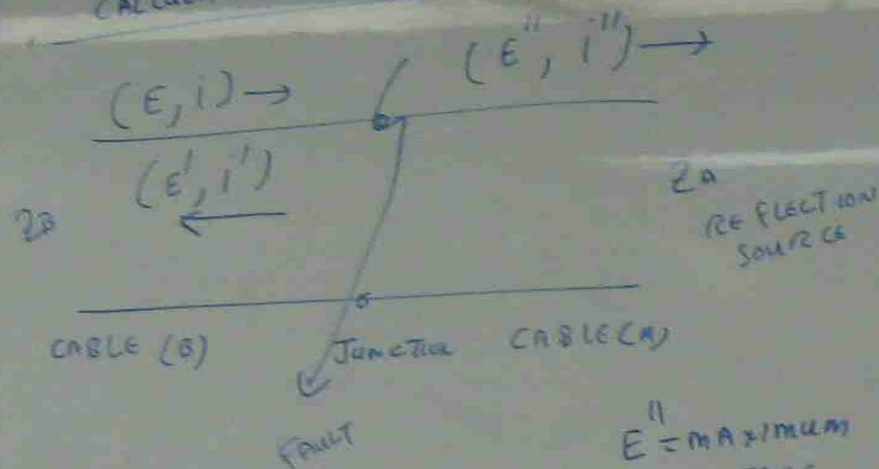 (E, i) →
(E'', i'') →
(E', i')
ZB
ZA
REFLECTION
SOURCE
CABLE (B)
JUNCTION
CABLE (A)
FAULT
E'' = MAXIMUM